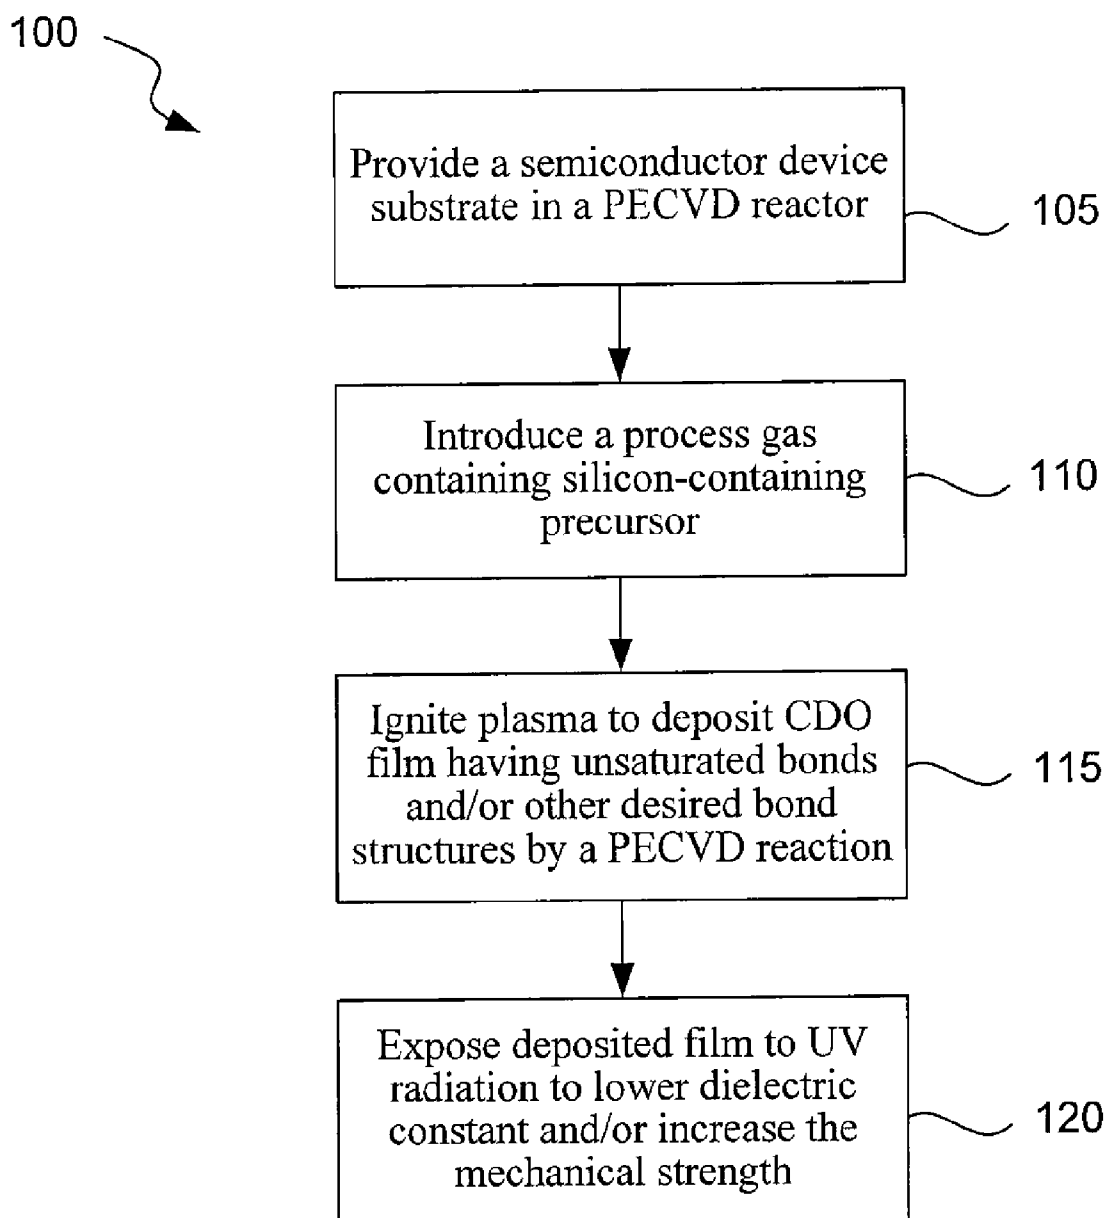 100
Provide a semiconductor device
substrate in a PECVD reactor
105
Introduce a process gas
containing silicon-containing
precursor
110
Ignite plasma to deposit CDO
film having unsaturated bonds
and/or other desired bond
structures by a PECVD reaction
115
Expose deposited film to UV
radiation to lower dielectric
constant and/or increase the
mechanical strength
120